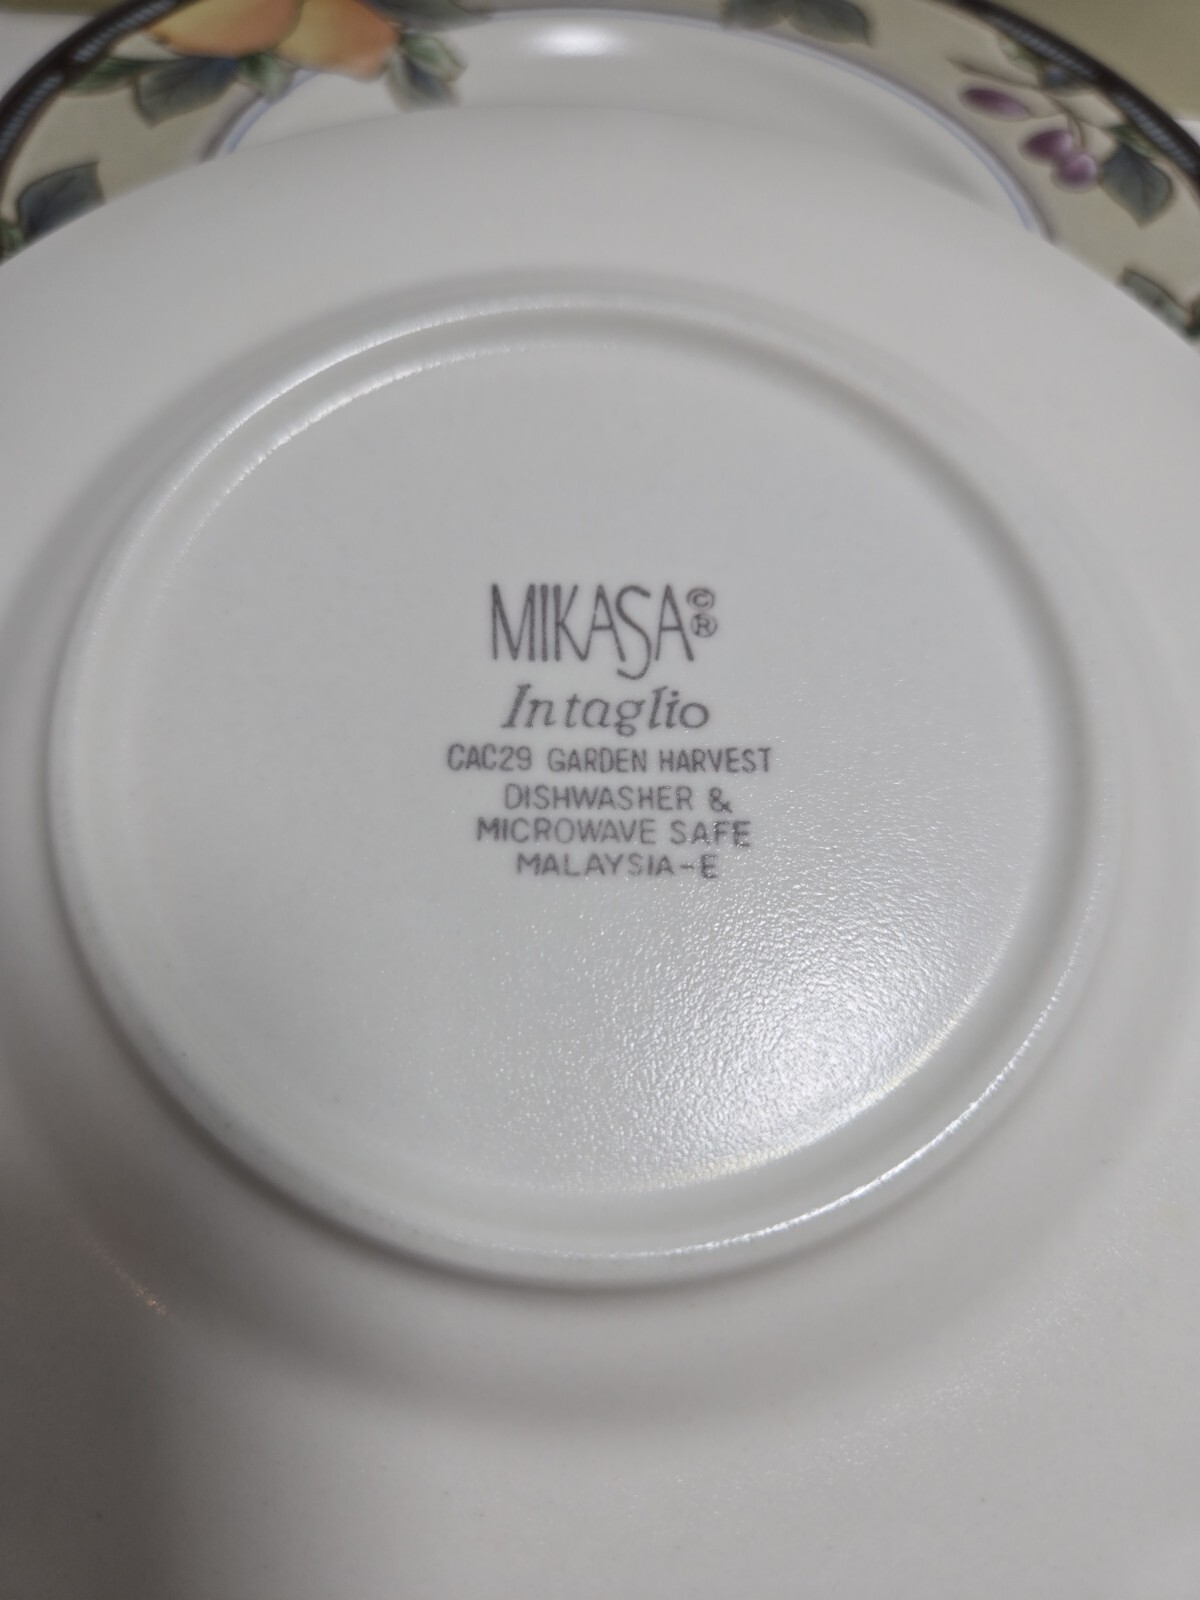 MIKASA©®
Intaglio
CAC29 GARDEN HARVEST
DISHWASHER &
MICROWAVE SAFE
MALAYSIA-E